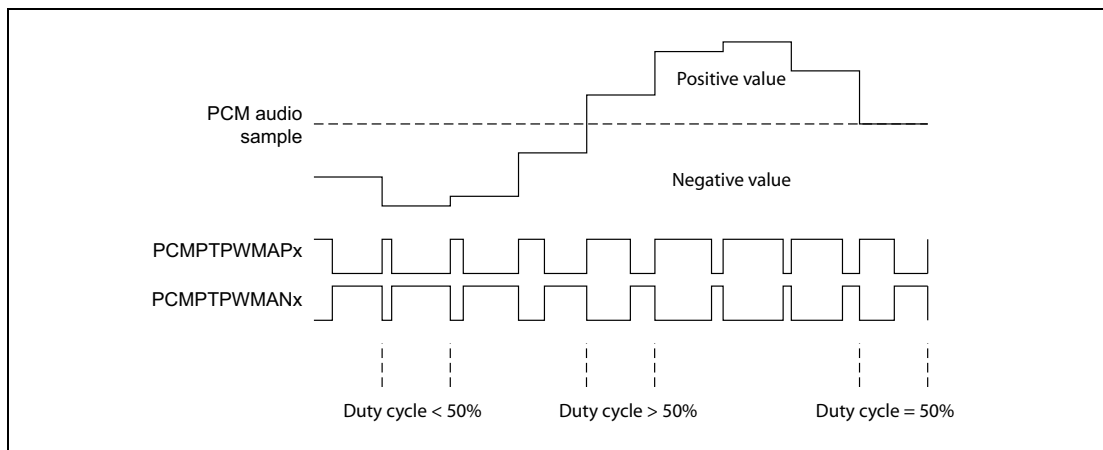 Positive value
PCM audio
sample
Negative value
PCMPTPWMAPx
PCMPTPWMANx
Duty cycle < 50%
Duty cycle > 50%
Duty cycle = 50%